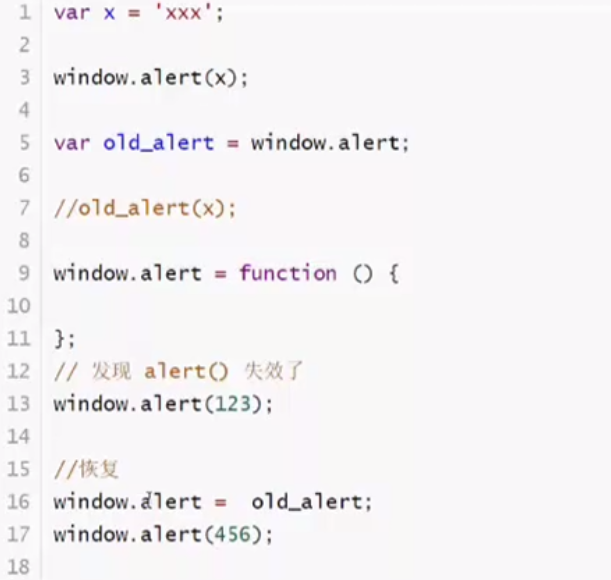 1 var x = 'xxx';
2
3 window.alert(x);
4
5 var old_alert = window.alert;
6
7 //old_alert(x);
8
9 window.alert = function () {
10
11 };
12 // 发现 alert() 失效了
13 window.alert(123);
14
15 //恢复
16 window.alert =  old_alert;
17 window.alert(456);
18